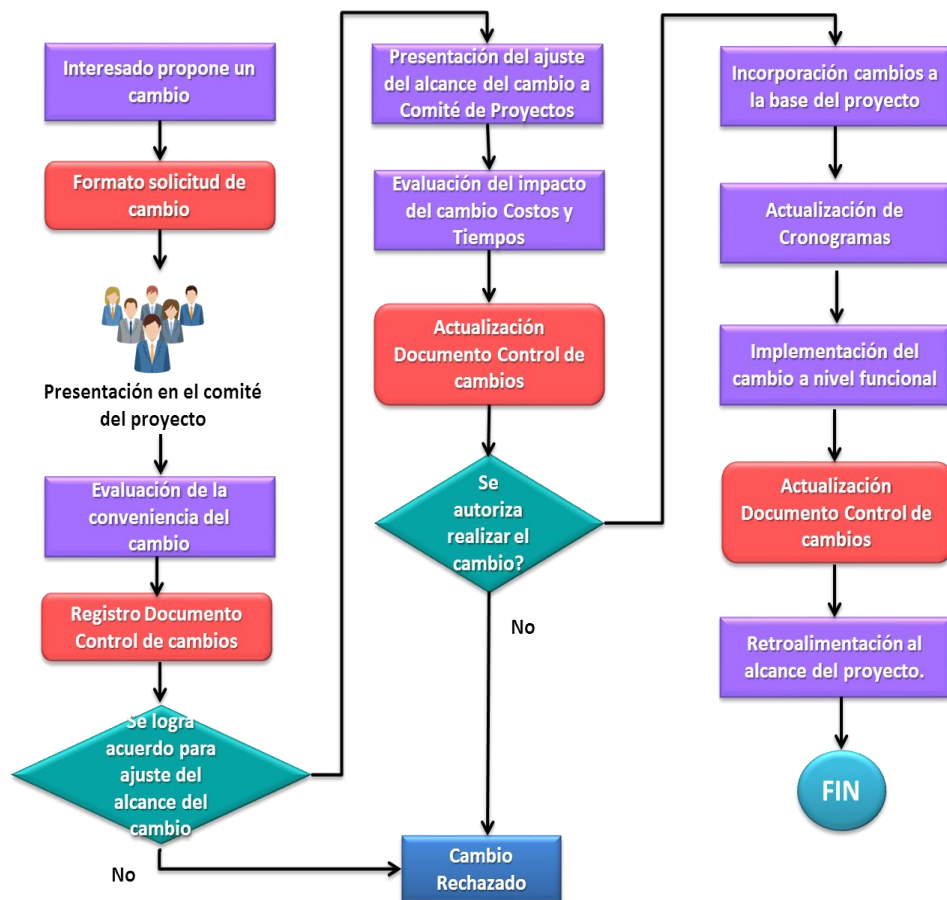 Interesado propone un
cambio
Formato solicitud de
cambio
Presentación en el comité
del proyecto
Evaluación de la
conveniencia del
cambio
Registro Documento
Control de cambios
Se logra
acuerdo para
ajuste del
alcance del
cambio
No
Presentación del ajuste
del alcance del cambio a
Comité de Proyectos
Evaluación del impacto
del cambio Costos y
Tiempos
Actualización
Documento Control de
cambios
Se
autoriza
realizar el
cambio?
No
Cambio
Rechazado
Incorporación cambios a
la base del proyecto
Actualización de
Cronogramas
Implementación del
cambio a nivel funcional
Actualización
Documento Control de
cambios
Retroalimentación al
alcance del proyecto.
FIN